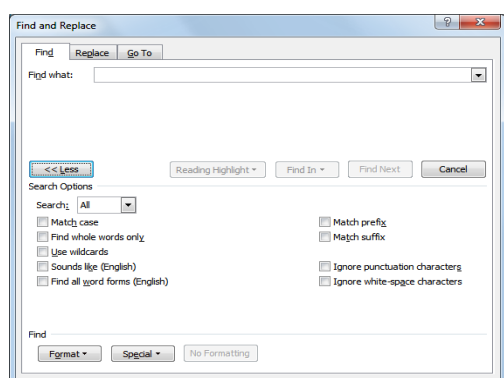 Find and Replace
Find Replace Go To
Find what:
<< Less Reading Highlight Find In Find Next Cancel
Search Options
Search: All
Match case Match prefix
Find whole words only Match suffix
Use wildcards
Sounds like (English) Ignore punctuation characters
Find all word forms (English) Ignore white-space characters
Find
Format Special No Formatting